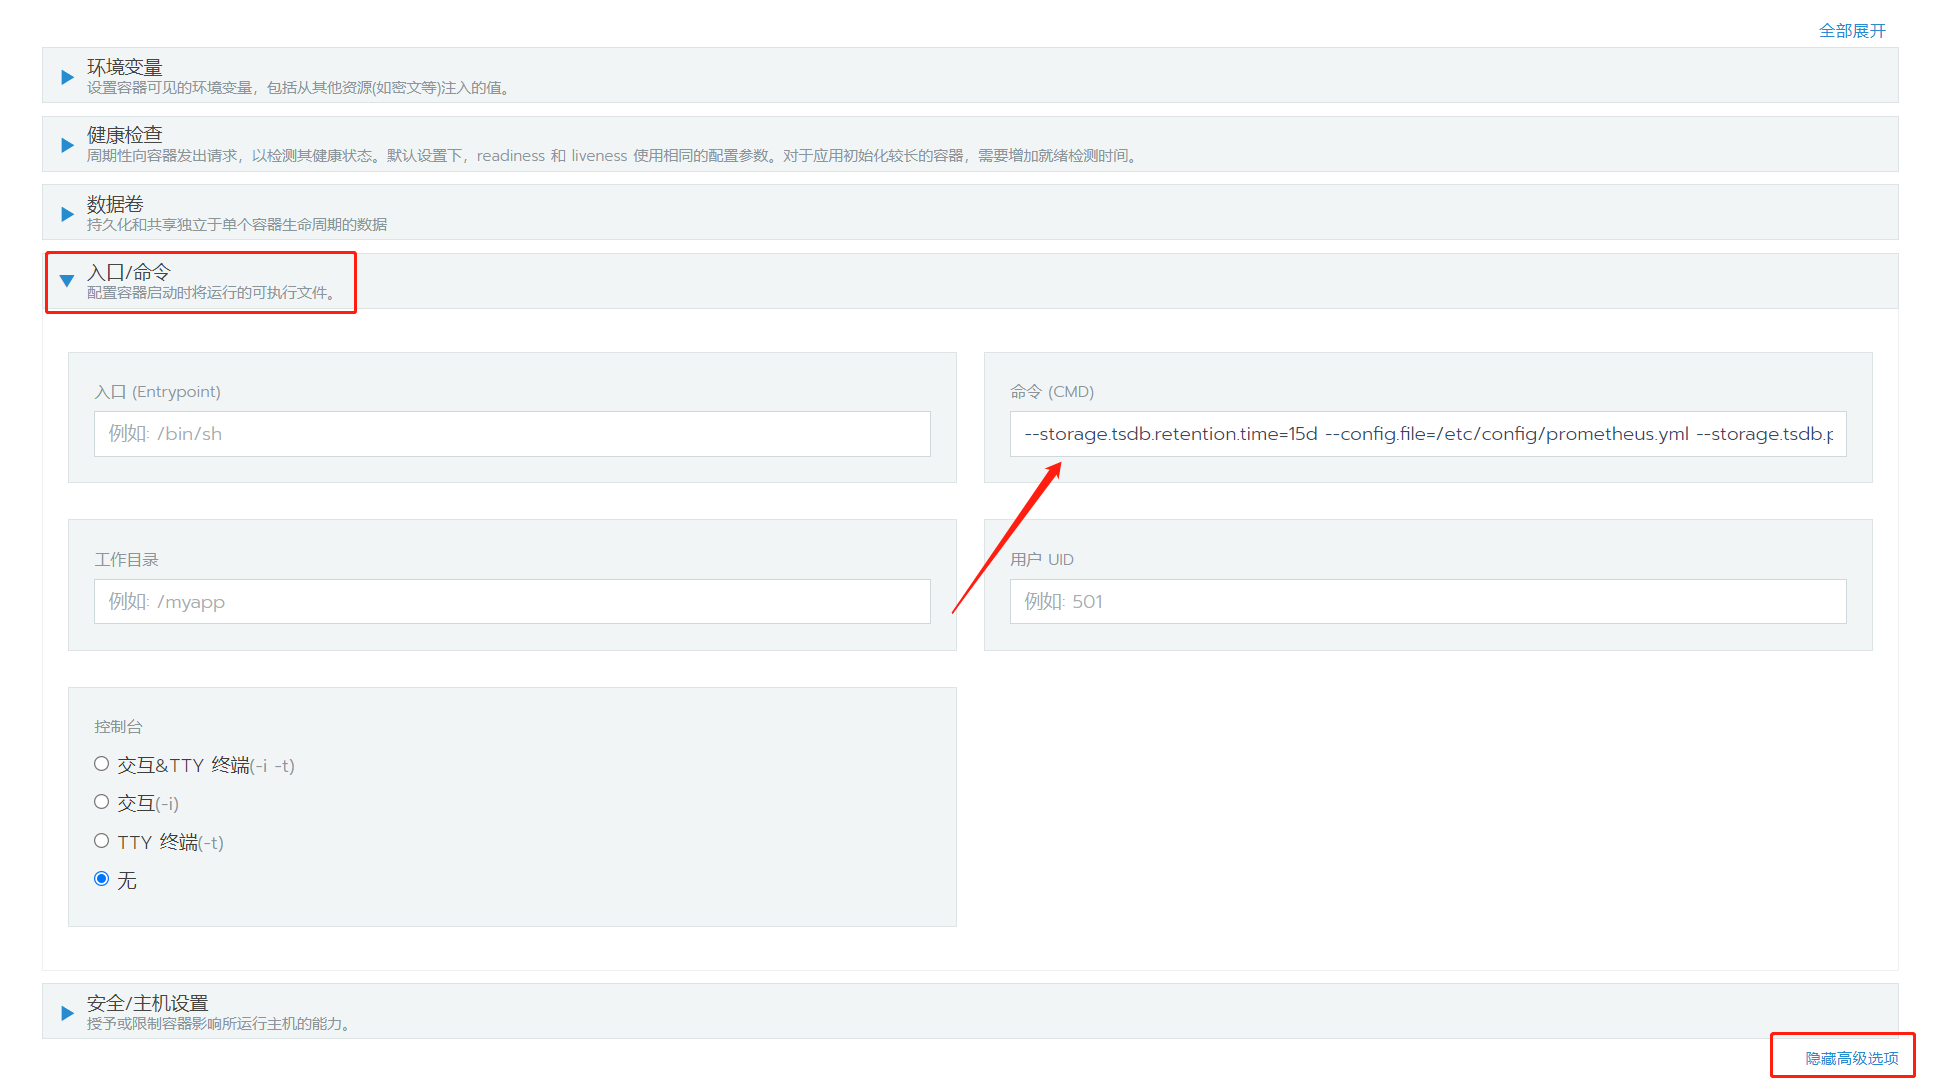 全部展开
环境变量
设置容器可见的环境变量，包括从其他资源(如密文等)注入的值。
健康检查
周期性向容器发出请求，以检测其健康状态。默认设置下，readiness 和 liveness 使用相同的配置参数。对于应用初始化较长的容器，需要增加就绪检测时间。
数据卷
持久化和共享独立于单个容器生命周期的数据
入口/命令
配置容器启动时将运行的可执行文件。
入口 (Entrypoint)
例如: /bin/sh
命令 (CMD)
--storage.tsdb.retention.time=15d --config.file=/etc/config/prometheus.yml --storage.tsdb.p
工作目录
例如: /myapp
用户 UID
例如: 501
控制台
交互&TTY 终端(-i -t)
交互(-i)
TTY 终端(-t)
无
安全/主机设置
授予或限制容器影响所运行主机的能力。
隐藏高级选项